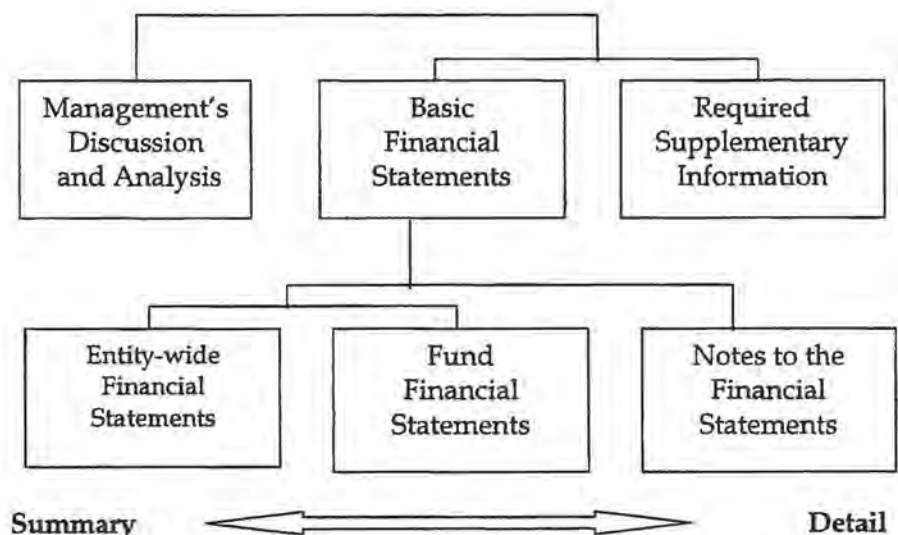 Management's
Discussion
and Analysis
Basic
Financial
Statements
Required
Supplementary
Information
Entity-wide
Financial
Statements
Fund
Financial
Statements
Notes to the
Financial
Statements
Summary
Detail